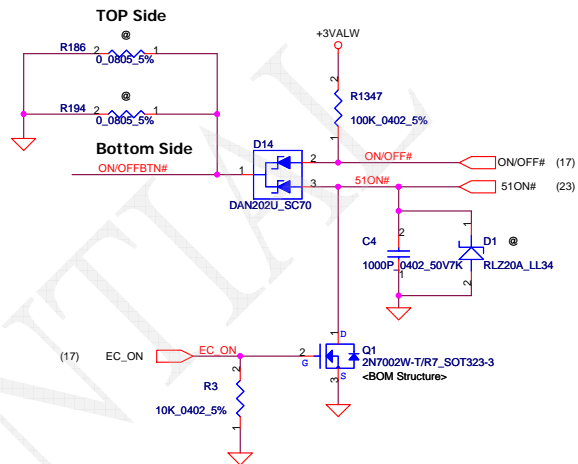 TOP Side
@
R186 2 1
0_0805_5%
@
R194 2 1
0_0805_5%
Bottom Side
ON/OFFBTN#
+3VALW
2
R1347
100K_0402_5%
1
D14
1
2
3
DAN202U_SC70
ON/OFF#
ON/OFF# (17)
51ON#
51ON# (23)
C4
2
1
1000P_0402_50V7K
1
D1 @
RLZ20A_LL34
2
(17) EC_ON
EC_ON
2
G
1
D
Q1
2N7002W-T/R7_SOT323-3
<BOM Structure>
3
S
2
R3
10K_0402_5%
1
NTIAL